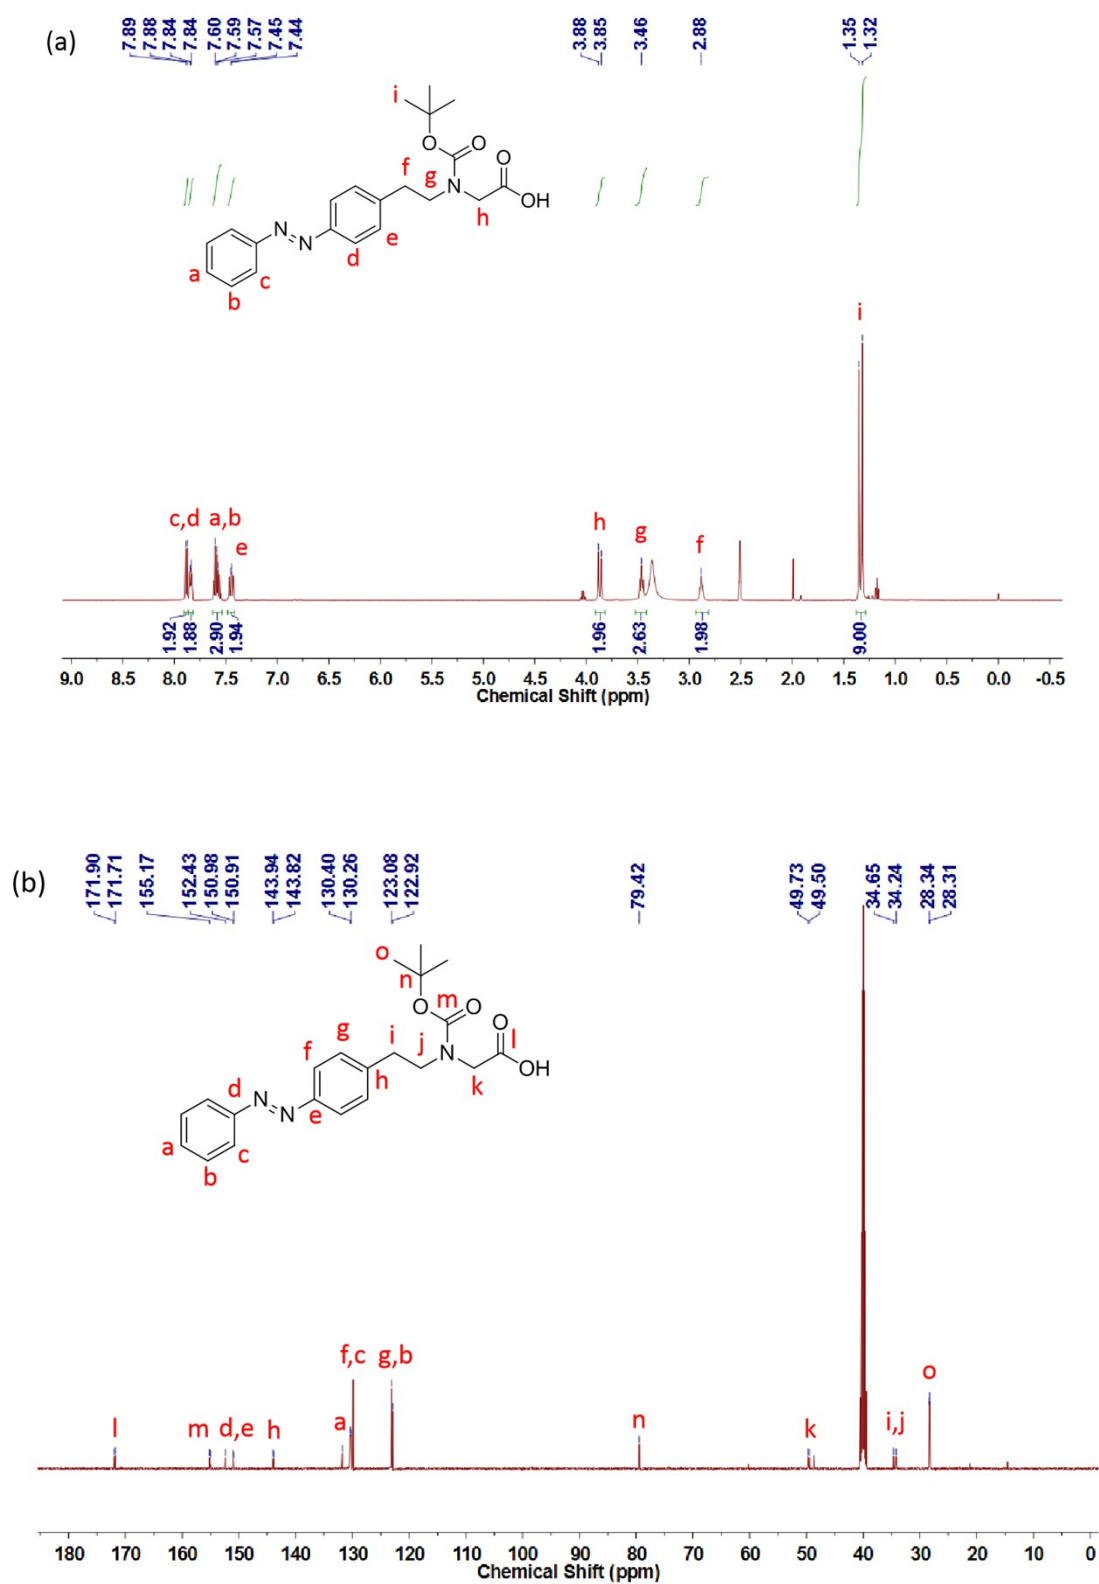 (a)
7.89
7.88
7.84
7.84
7.60
7.59
7.57
7.45
7.44
3.88
3.85
3.46
2.88
1.35
1.32
i
O
O
O
f
g
N
OH
h
N
N
e
d
a
c
b
i
c,d
a,b
e
h
g
f
1.92
1.88
2.90
1.94
1.96
2.63
1.98
9.00
9.0 8.5 7.5 6.5 6.0 5.5 5.0 4.5 4.0 3.5 3.0 2.5 2.0 1.5 1.0 0.0 -0.5
Chemical Shift (ppm)
(b)
171.90
171.71
155.17
152.43
150.98
150.91
143.94
143.82
130.40
130.26
123.08
122.92
79.42
49.73
49.50
34.65
34.24
28.34
28.31
o
n
O
m
O
O
l
g
i
j
N
OH
f
h
k
d
N
N
e
a
c
b
f,c
g,b
o
l
m
d,e
h
a
n
k
i,j
180 170 160 150 140 130 120 110 100 90 80 70 60 50 40 30 20 10 0
Chemical Shift (ppm)